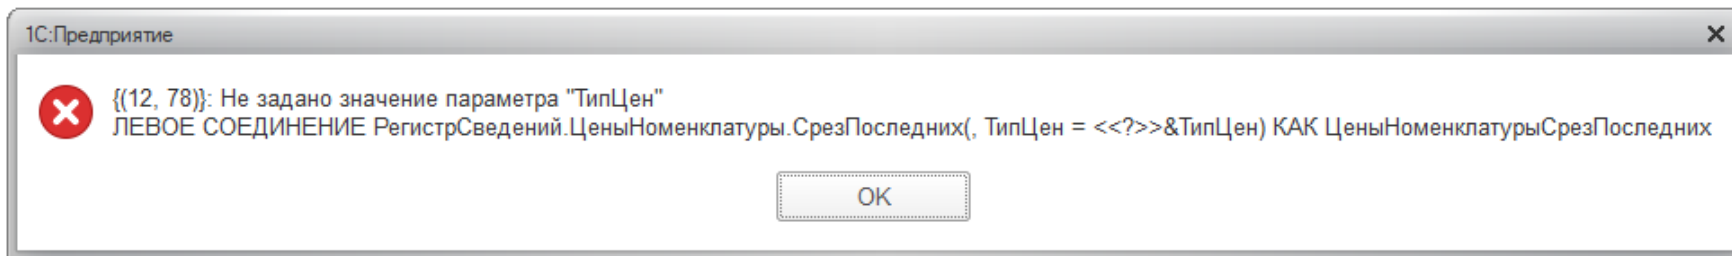 1С:Предприятие
{(12, 78)}: Не задано значение параметра "ТипЦен"
ЛЕВОЕ СОЕДИНЕНИЕ РегистрСведений.ЦеныНоменклатуры.СрезПоследних(, ТипЦен = <<?>>&ТипЦен) КАК ЦеныНоменклатурыСрезПоследних
OK